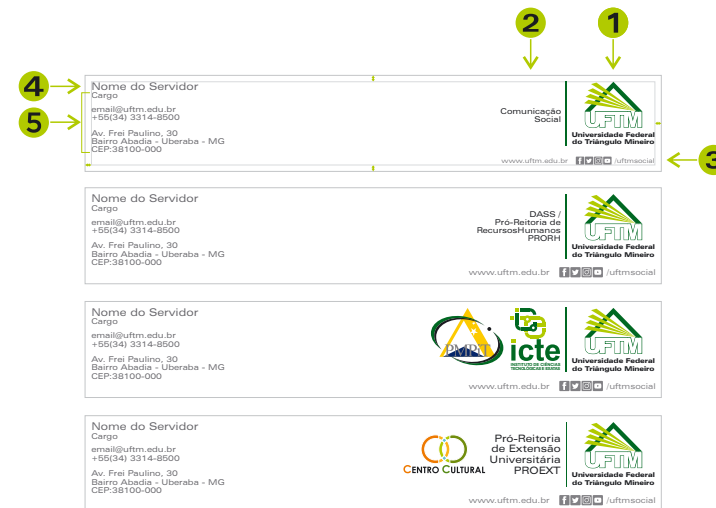 2
1
4
5
3
Nome do Servidor
Cargo
email@uftm.edu.br
+55(34) 3314-8500
Av. Frei Paulino, 30
Bairro Abadia - Uberaba - MG
CEP:38100-000
Comunicação
Social
UFTM
Universidade Federal
do Triângulo Mineiro
www.uftm.edu.br /uftmsocial
Nome do Servidor
Cargo
email@uftm.edu.br
+55(34) 3314-8500
Av. Frei Paulino, 30
Bairro Abadia - Uberaba - MG
CEP:38100-000
DASS /
Pró-Reitoria de
RecursosHumanos
PRORH
UFTM
Universidade Federal
do Triângulo Mineiro
www.uftm.edu.br /uftmsocial
Nome do Servidor
Cargo
email@uftm.edu.br
+55(34) 3314-8500
Av. Frei Paulino, 30
Bairro Abadia - Uberaba - MG
CEP:38100-000
PMPIT
icte
INSTITUTO DE CIÊNCIAS
TECNOLÓGICAS E EXATAS
UFTM
Universidade Federal
do Triângulo Mineiro
www.uftm.edu.br /uftmsocial
Nome do Servidor
Cargo
email@uftm.edu.br
+55(34) 3314-8500
Av. Frei Paulino, 30
Bairro Abadia - Uberaba - MG
CEP:38100-000
CENTRO CULTURAL
Pró-Reitoria
de Extensão
Universitária
PROEXT
UFTM
Universidade Federal
do Triângulo Mineiro
www.uftm.edu.br /uftmsocial